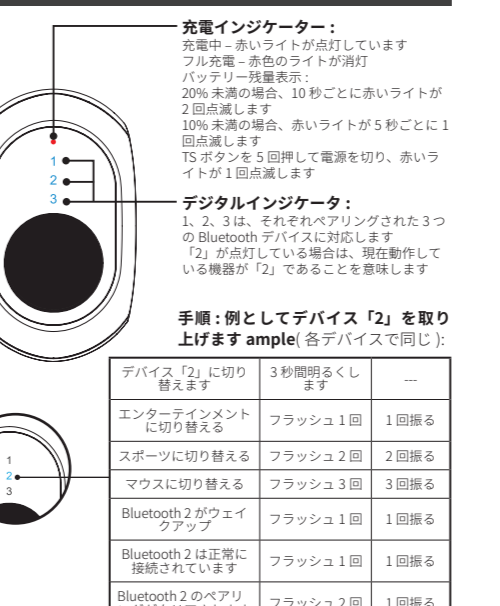 充電インジケーター :
充電中 – 赤いライトが点灯しています
フル充電 – 赤色のライトが消灯
バッテリー残量表示 :
20% 未満の場合、10 秒ごとに赤いライトが
2 回点滅します
10% 未満の場合、赤いライトが 5 秒ごとに 1
回点滅します
TS ボタンを 5 回押して電源を切り、赤いラ
イトが 1 回点滅します
1
2
3
デジタルインジケータ :
1、2、3 は、それぞれペアリングされた 3 つ
の Bluetooth デバイスに対応します
「2」が点灯している場合は、現在動作して
いる機器が「2」であることを意味します
手順 : 例としてデバイス「2」を取り
上げます ample( 各デバイスで同じ ):
デバイス「2」に切り
替えます
3 秒間明るくし
ます
---
エンターテインメント
に切り替える
フラッシュ 1 回
1 回振る
スポーツに切り替える
フラッシュ 2 回
2 回振る
マウスに切り替える
フラッシュ 3 回
3 回振る
Bluetooth 2 がウェイ
クアップ
フラッシュ 1 回
1 回振る
Bluetooth 2 は正常に
接続されています
フラッシュ 1 回
1 回振る
Bluetooth 2 のペアリ
フラッシュ 2 回
1 回振る
1
2
3